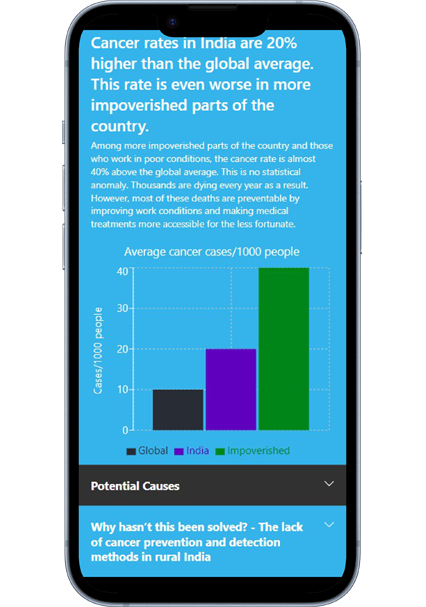 Cancer rates in India are 20%
higher than the global average.
This rate is even worse in more
impoverished parts of the
country.
Among more impoverished parts of the country and those
who work in poor conditions, the cancer rate is almost
40% above the global average. This is no statistical
anomaly. Thousands are dying every year as a result.
However, most of these deaths are preventable by
improving work conditions and making medical
treatments more accessible for the less fortunate.
Average cancer cases/1000 people
Cases/1000 people
40
30
20
10
0
Global India Impoverished
Potential Causes
Why hasn't this been solved? - The lack
of cancer prevention and detection
methods in rural India